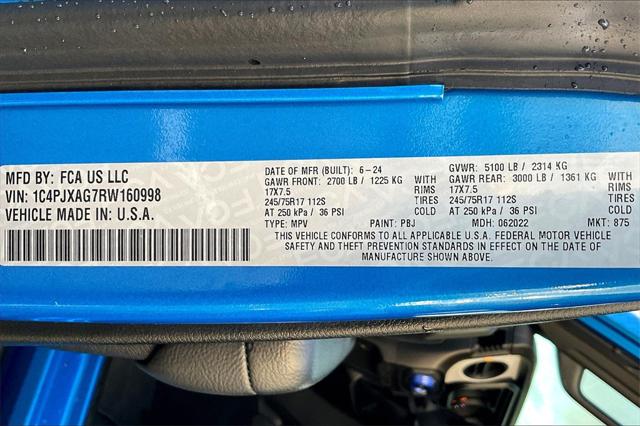 MFD BY: FCA US LLC
VIN: 1C4PJXAG7RW160998
VEHICLE MADE IN: U.S.A.
DATE OF MFR (BUILT): 6-24
GAWR FRONT: 2700 LB / 1225 KG WITH
17X7.5 RIMS
245/75R17 112S TIRES
AT 250 kPa / 36 PSI COLD
GVWR: 5100 LB / 2314 KG
GAWR REAR: 3000 LB / 1361 KG WITH
17X7.5 RIMS
245/75R17 112S TIRES
AT 250 kPa / 36 PSI COLD
TYPE: MPV PAINT: PBJ MDH: 062022 MKT: 875
THIS VEHICLE CONFORMS TO ALL APPLICABLE U.S.A. FEDERAL MOTOR VEHICLE
SAFETY AND THEFT PREVENTION STANDARDS IN EFFECT ON THE DATE OF
MANUFACTURE SHOWN ABOVE.